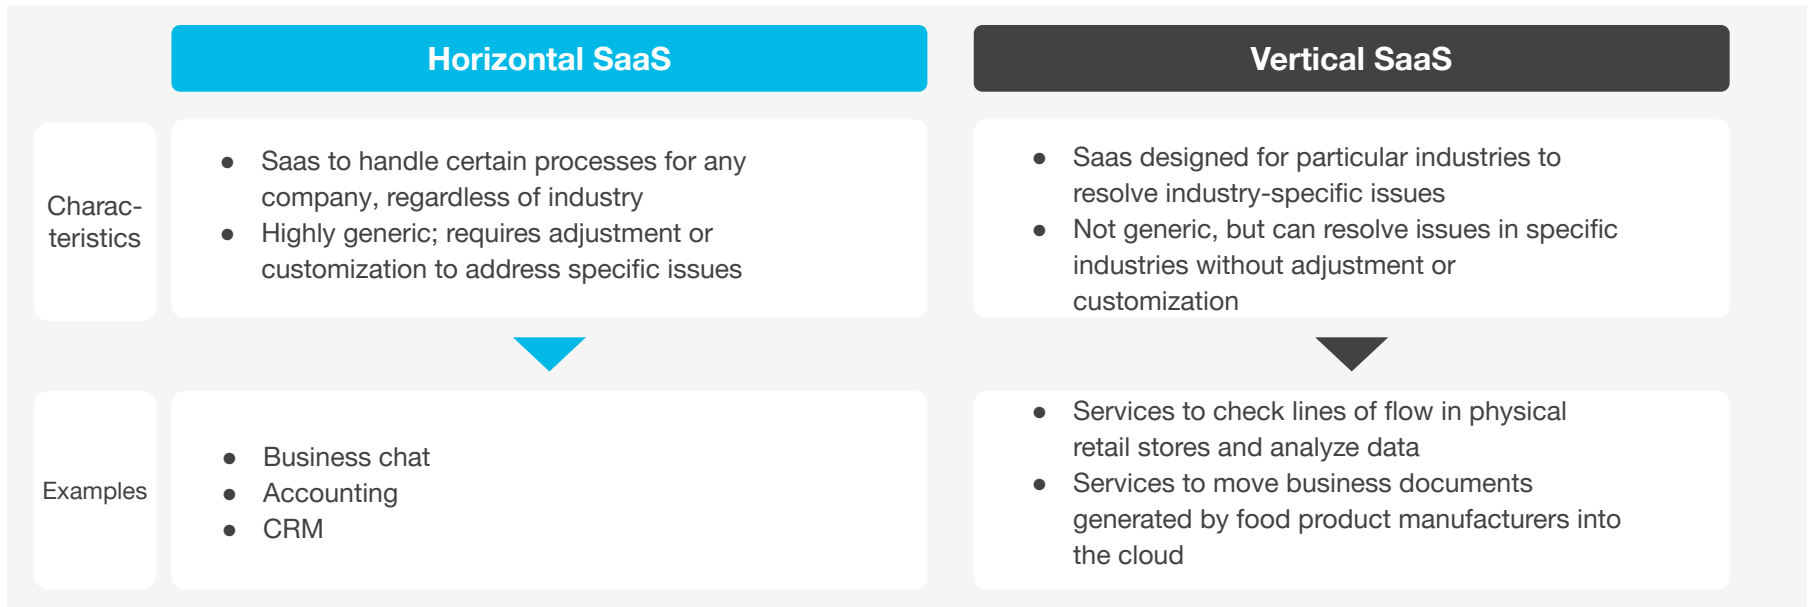 Horizontal SaaS
Vertical SaaS
Charac-
teristics
● Saas to handle certain processes for any
company, regardless of industry
● Highly generic; requires adjustment or
customization to address specific issues
● Saas designed for particular industries to
resolve industry-specific issues
● Not generic, but can resolve issues in specific
industries without adjustment or
customization
Examples
● Business chat
● Accounting
● CRM
● Services to check lines of flow in physical
retail stores and analyze data
● Services to move business documents
generated by food product manufacturers into
the cloud